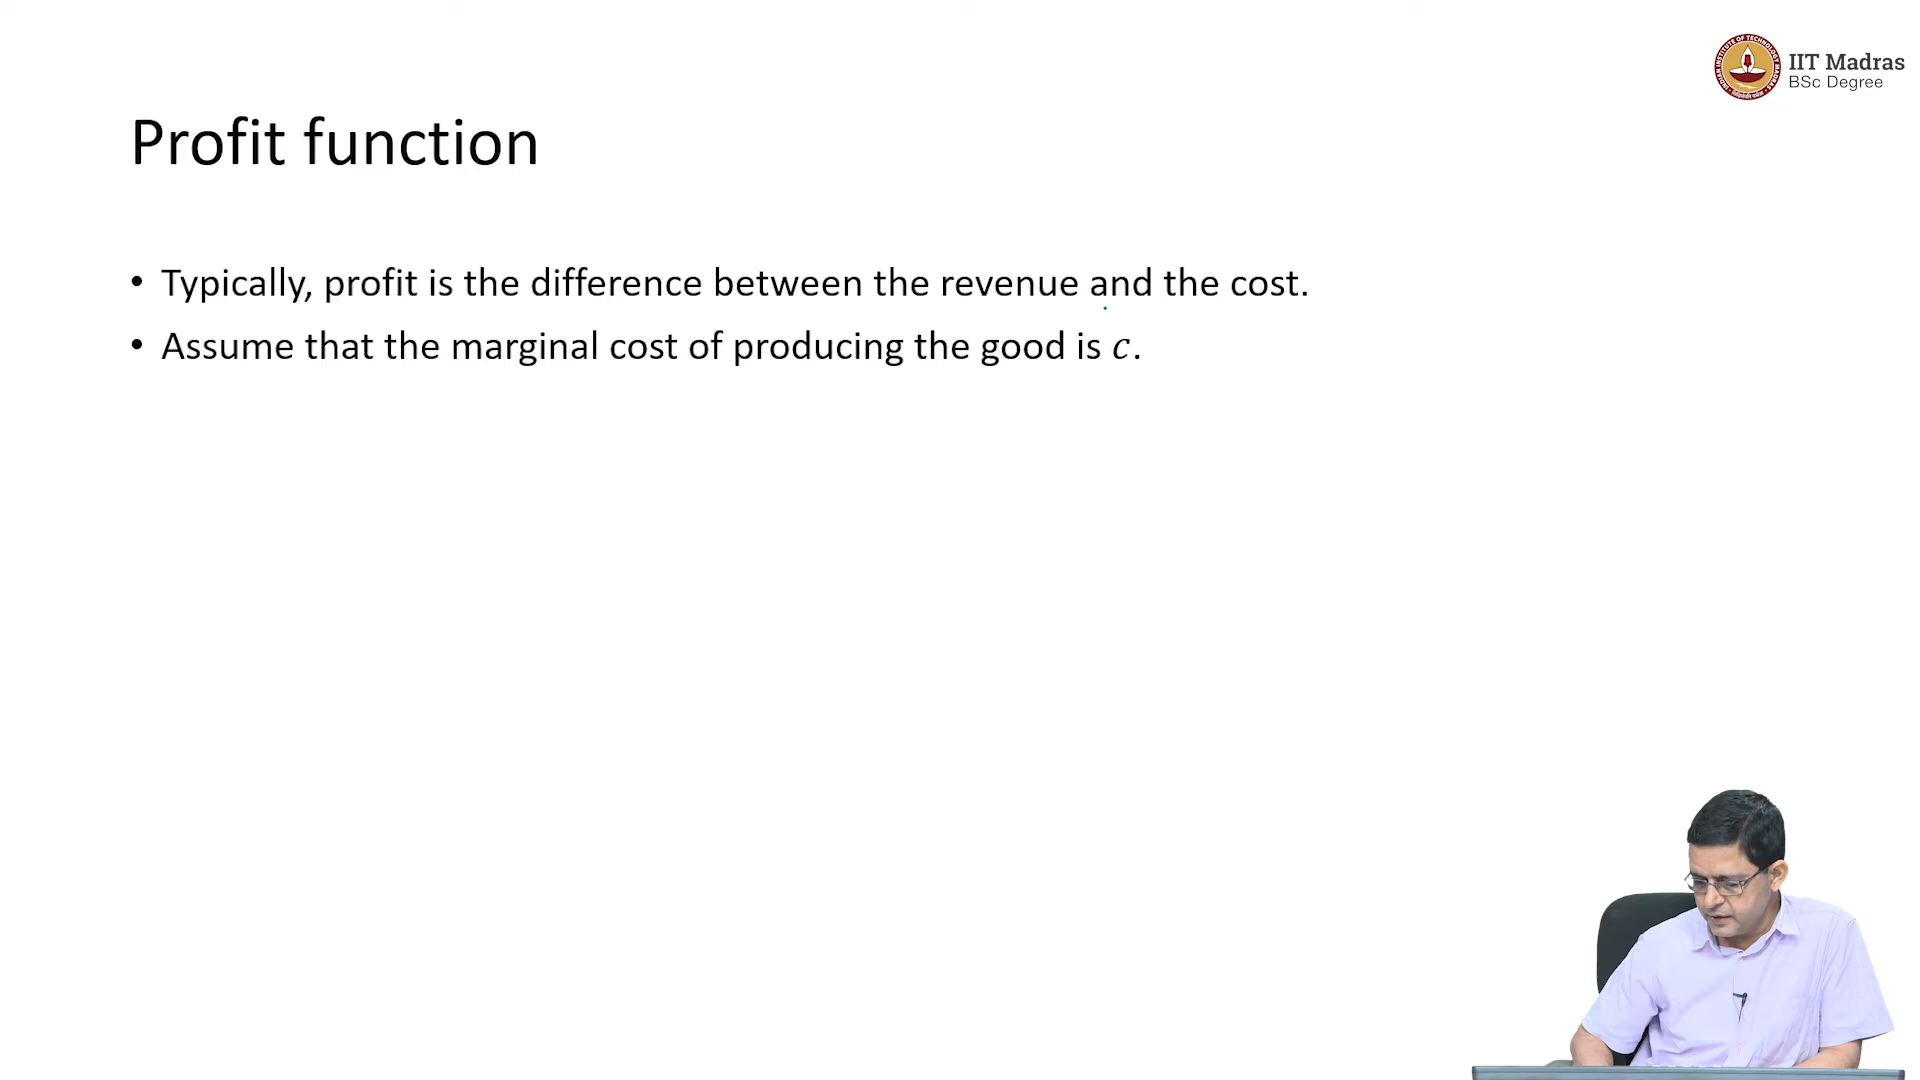 IIT Madras
BSc Degree
Profit function
• Typically, profit is the difference between the revenue and the cost.
• Assume that the marginal cost of producing the good is c.